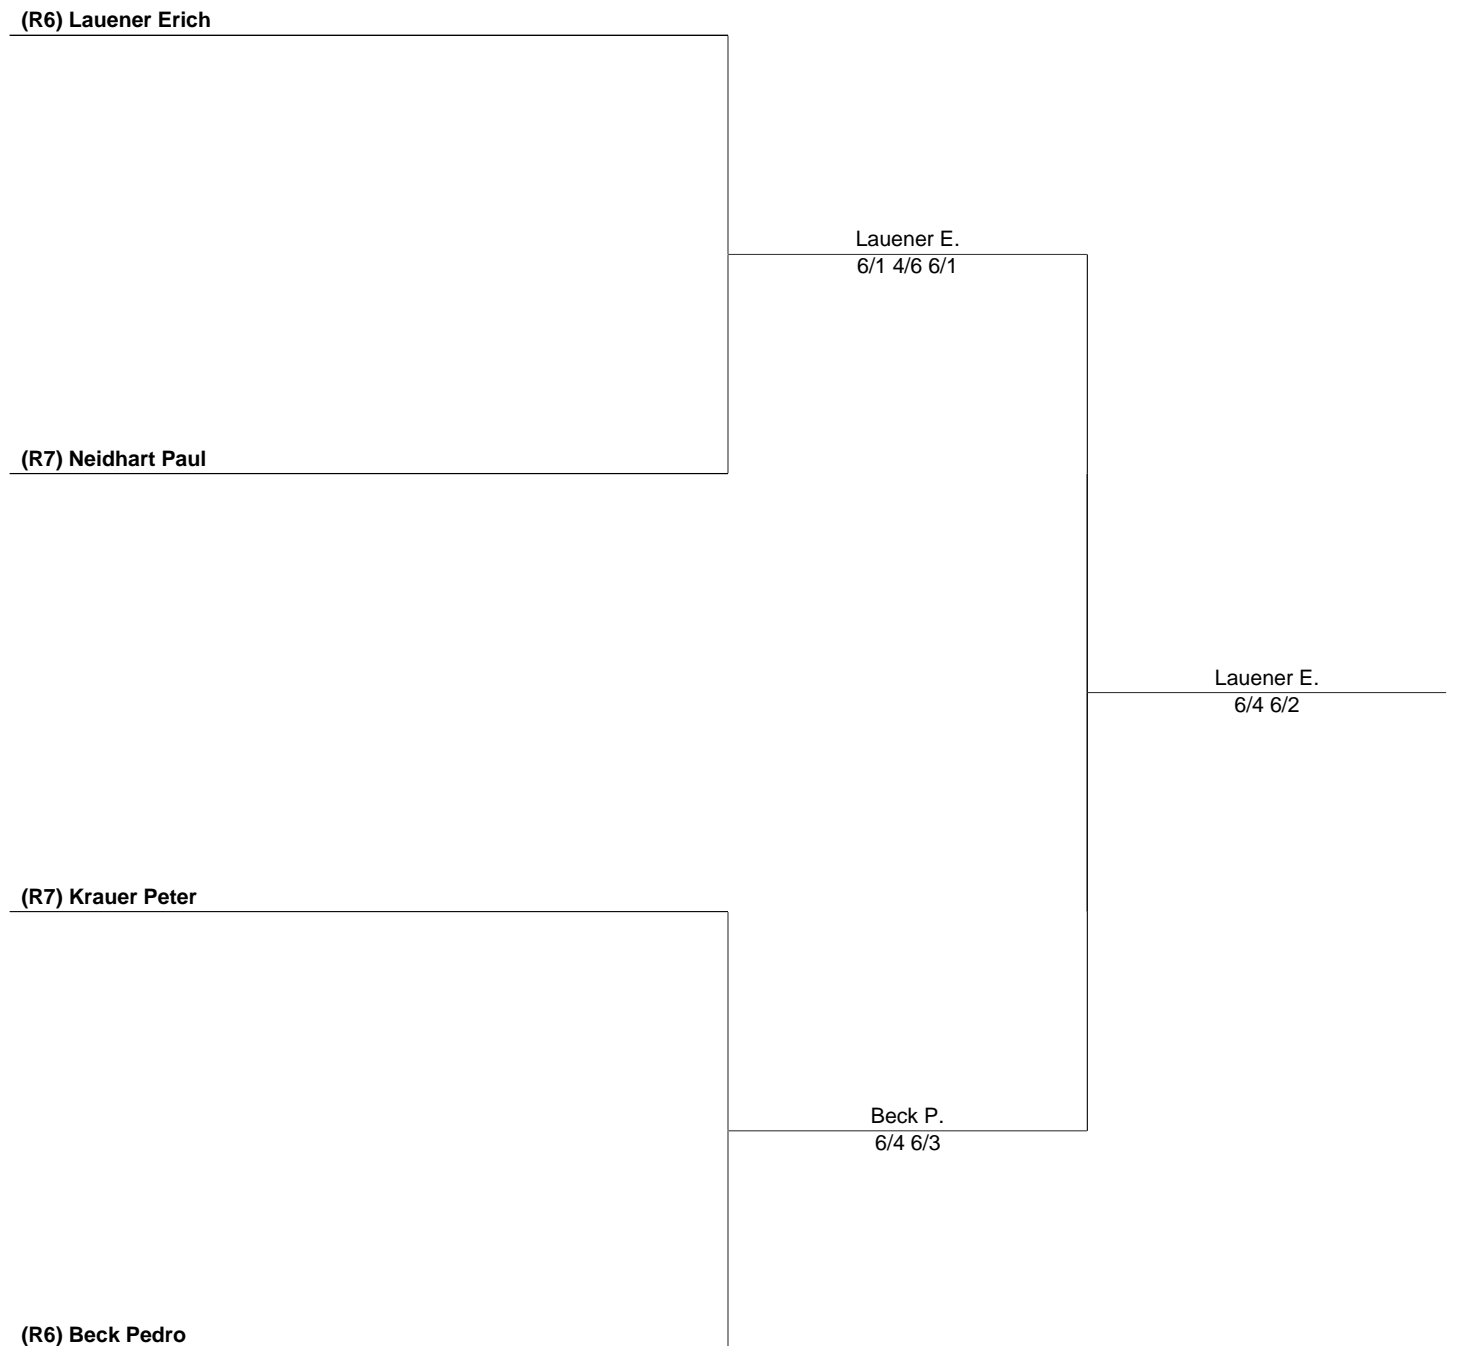 (R6) Lauener Erich
Lauener E.
6/1 4/6 6/1
(R7) Neidhart Paul
Lauener E.
6/4 6/2
(R7) Krauer Peter
Beck P.
6/4 6/3
(R6) Beck Pedro